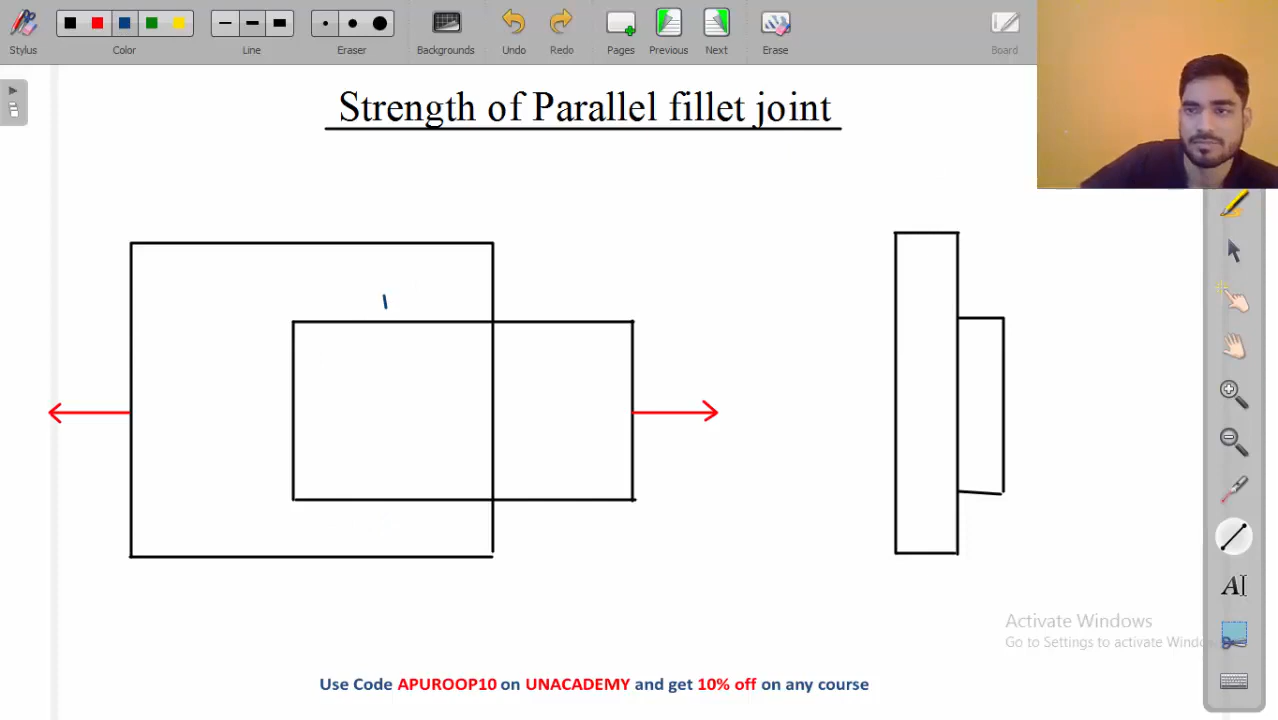 Stylus Color Line Eraser Backgrounds Undo Redo Pages Previous Next Erase Board
Strength of Parallel fillet joint
Activate Windows
Go to Settings to activate Windo
Use Code APUROOP10 on UNACADEMY and get 10% off on any course